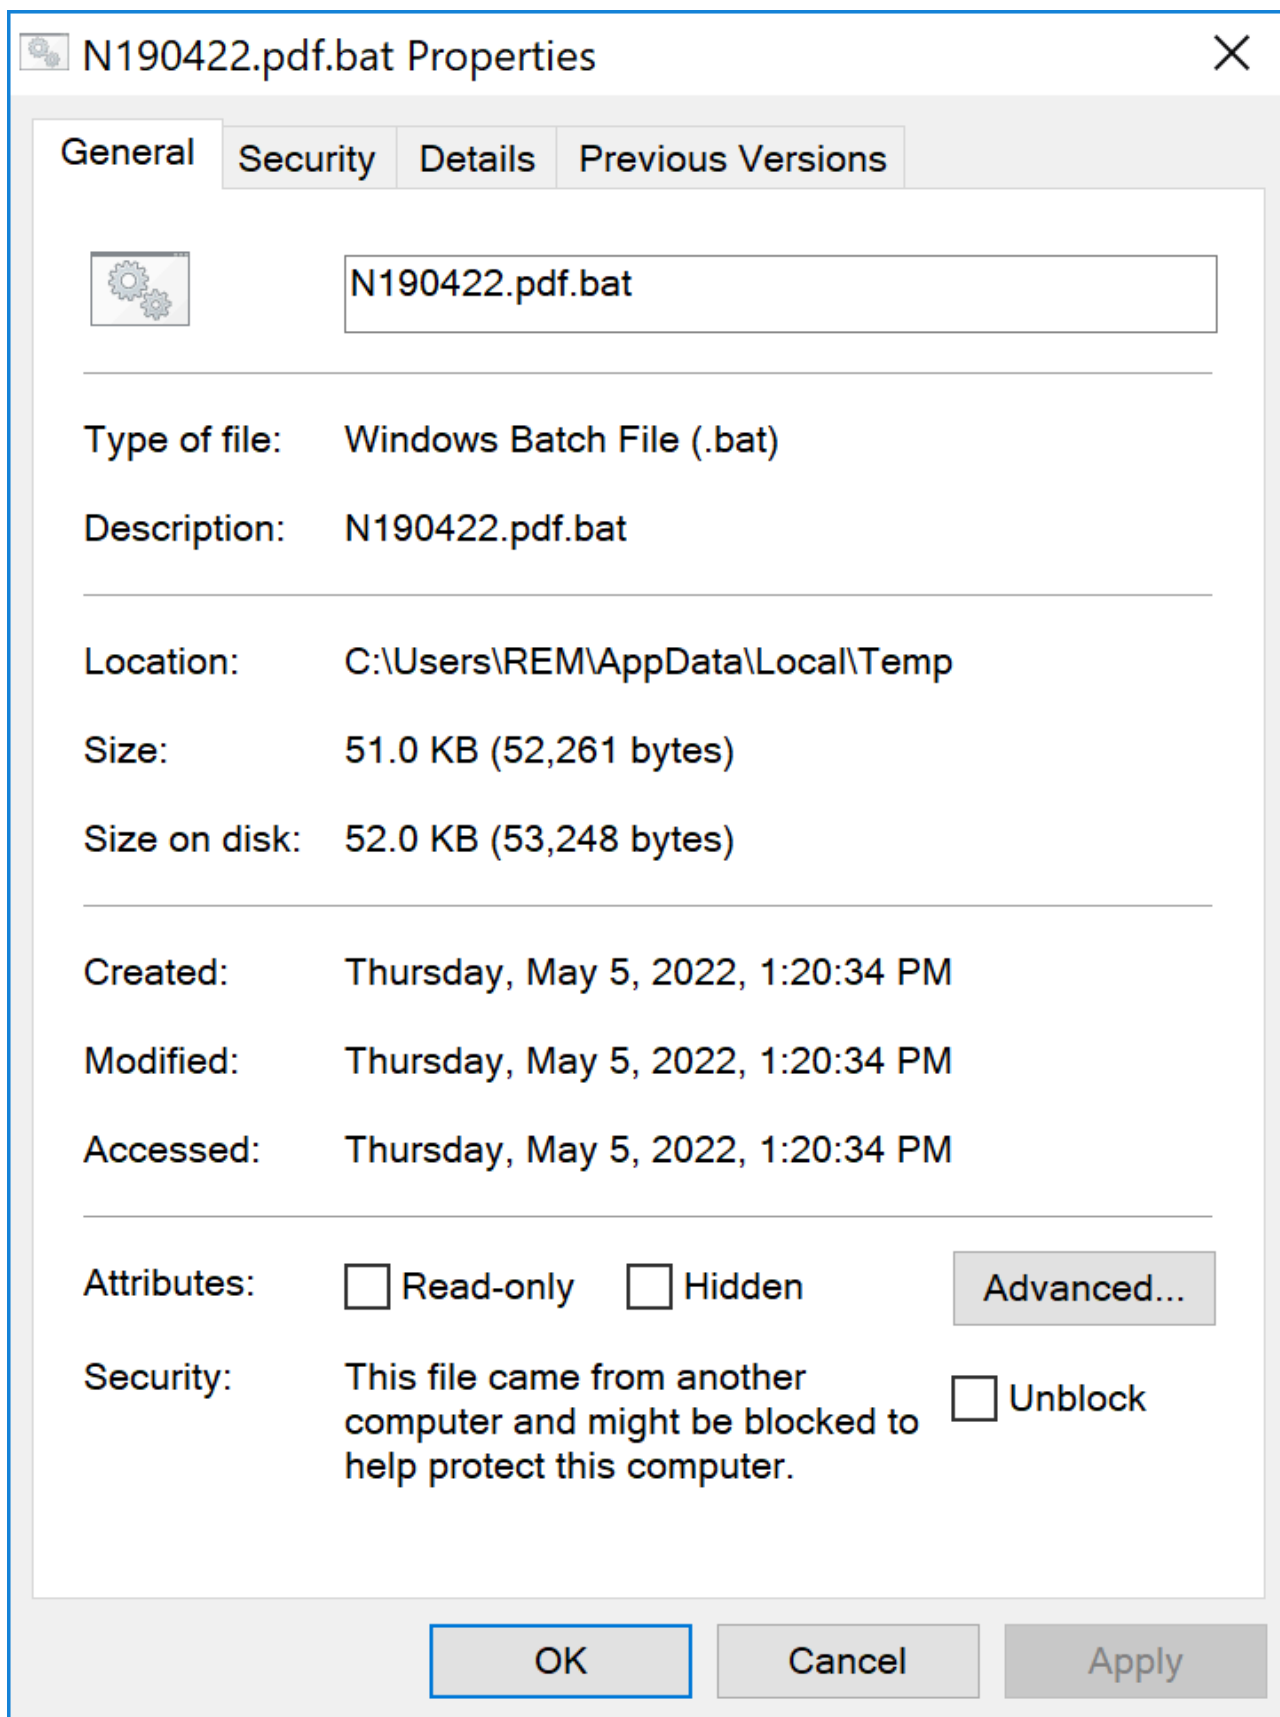 N190422.pdf.bat Properties
General Security Details Previous Versions
N190422.pdf.bat
Type of file: Windows Batch File (.bat)
Description: N190422.pdf.bat
Location: C:\Users\REM\AppData\Local\Temp
Size: 51.0 KB (52,261 bytes)
Size on disk: 52.0 KB (53,248 bytes)
Created: Thursday, May 5, 2022, 1:20:34 PM
Modified: Thursday, May 5, 2022, 1:20:34 PM
Accessed: Thursday, May 5, 2022, 1:20:34 PM
Attributes: Read-only Hidden Advanced...
Security: This file came from another
computer and might be blocked to Unblock
help protect this computer.
OK Cancel Apply